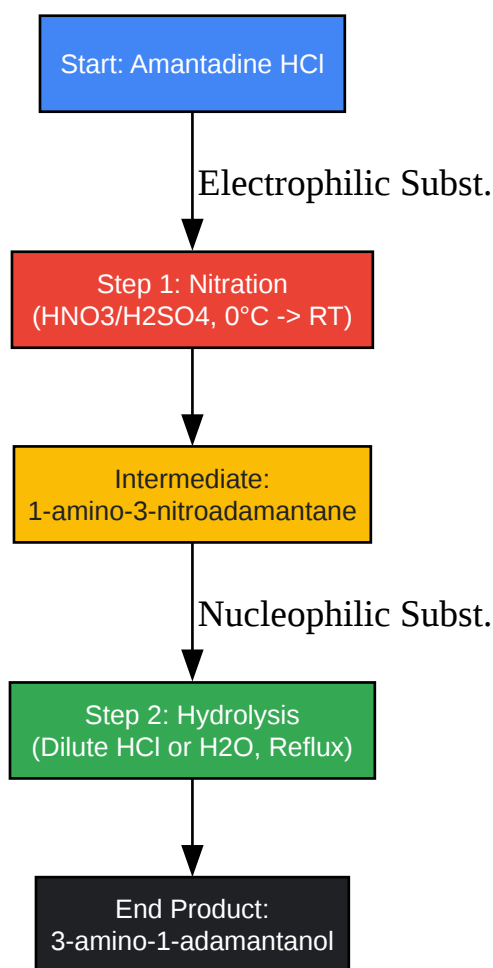 Start: Amantadine HCl
Electrophilic Subst.
Step 1: Nitration
(HNO3/H2SO4, 0°C -> RT)
Intermediate:
1-amino-3-nitroadamantane
Nucleophilic Subst.
Step 2: Hydrolysis
(Dilute HCl or H2O, Reflux)
End Product:
3-amino-1-adamantanol